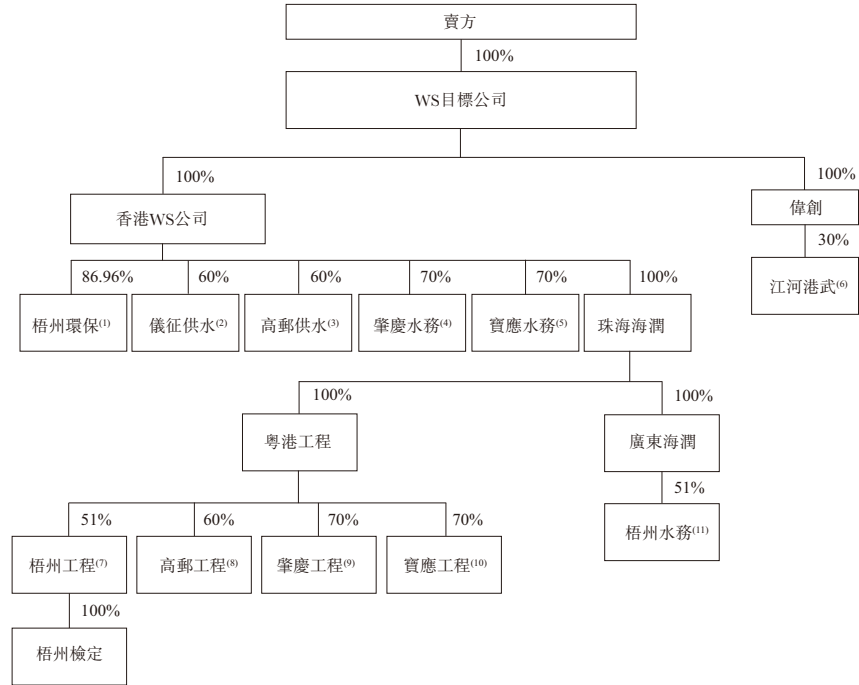 賣方
100%
WS目標公司
100%
100%
香港WS公司
偉創
30%
江河港武(6)
86.96%
60%
60%
70%
70%
100%
梧州環保(1)
儀征供水(2)
高郵供水(3)
肇慶水務(4)
寶應水務(5)
珠海海潤
100%
100%
粵港工程
廣東海潤
51%
梧州水務(11)
51%
60%
70%
70%
梧州工程(7)
高郵工程(8)
肇慶工程(9)
寶應工程(10)
100%
梧州檢定